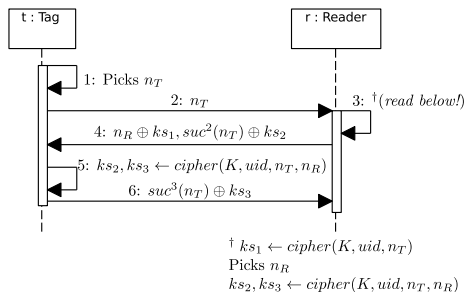 t : Tag
r : Reader
1: Picks n_T
2: n_T
3: †(read below!)
4: n_R ⊕ ks_1, suc^2(n_T) ⊕ ks_2
5: ks_2, ks_3 ← cipher(K, uid, n_T, n_R)
6: suc^3(n_T) ⊕ ks_3
† ks_1 ← cipher(K, uid, n_T)
Picks n_R
ks_2, ks_3 ← cipher(K, uid, n_T, n_R)